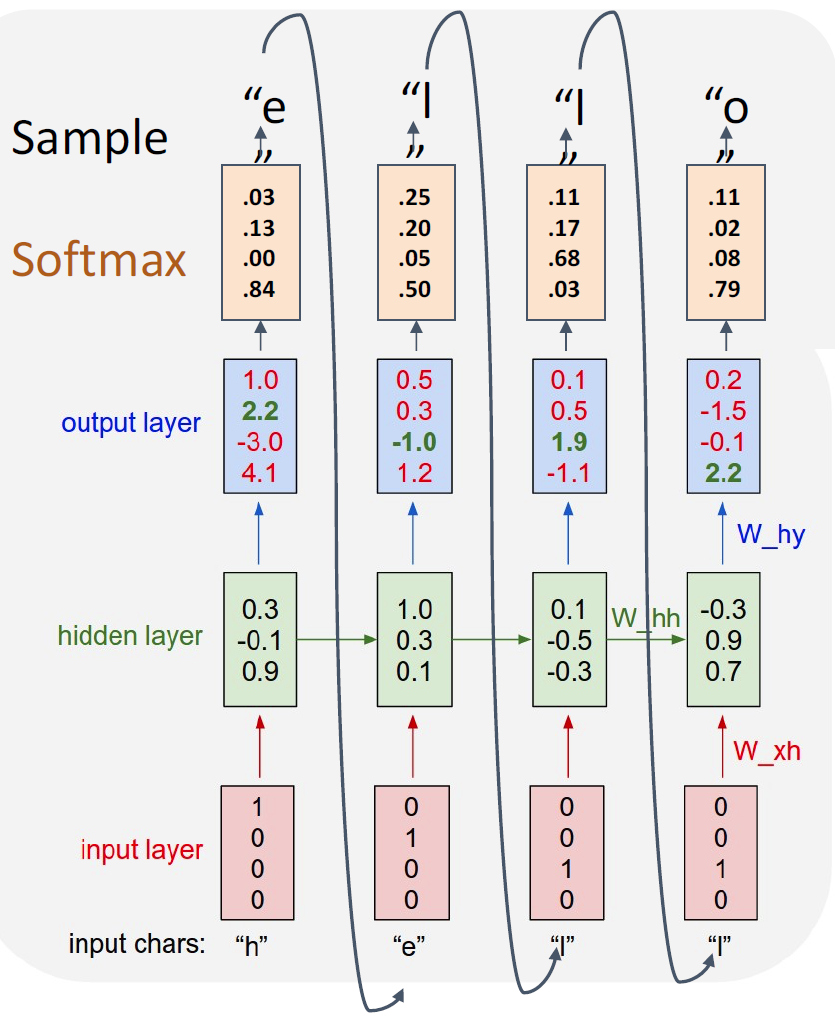 “e ” “l ” “l ” “o ”
Sample
Softmax
.03 .25 .11 .11
.13 .20 .17 .02
.00 .05 .68 .08
.84 .50 .03 .79
output layer
1.0 0.5 0.1 0.2
2.2 0.3 0.5 -1.5
-3.0 -1.0 1.9 -0.1
4.1 1.2 -1.1 2.2
W_hy
hidden layer
0.3 1.0 0.1 -0.3
-0.1 0.3 -0.5 0.9
0.9 0.1 -0.3 0.7
W_hh
W_xh
input layer
1 0 0 0
0 1 0 0
0 0 1 1
0 0 0 0
input chars: “h” “e” “l” “l”